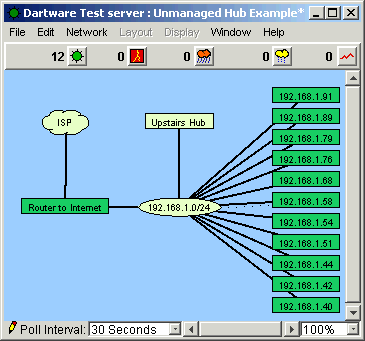 Dartware Test server : Unmanaged Hub Example*
File Edit Network Layout Display Window Help
12 0 0 0 0
ISP
Upstairs Hub
Router to Internet
192.168.1.0/24
192.168.1.91
192.168.1.89
192.168.1.79
192.168.1.76
192.168.1.68
192.168.1.58
192.168.1.54
192.168.1.51
192.168.1.44
192.168.1.42
192.168.1.40
Poll Interval: 30 Seconds 100%